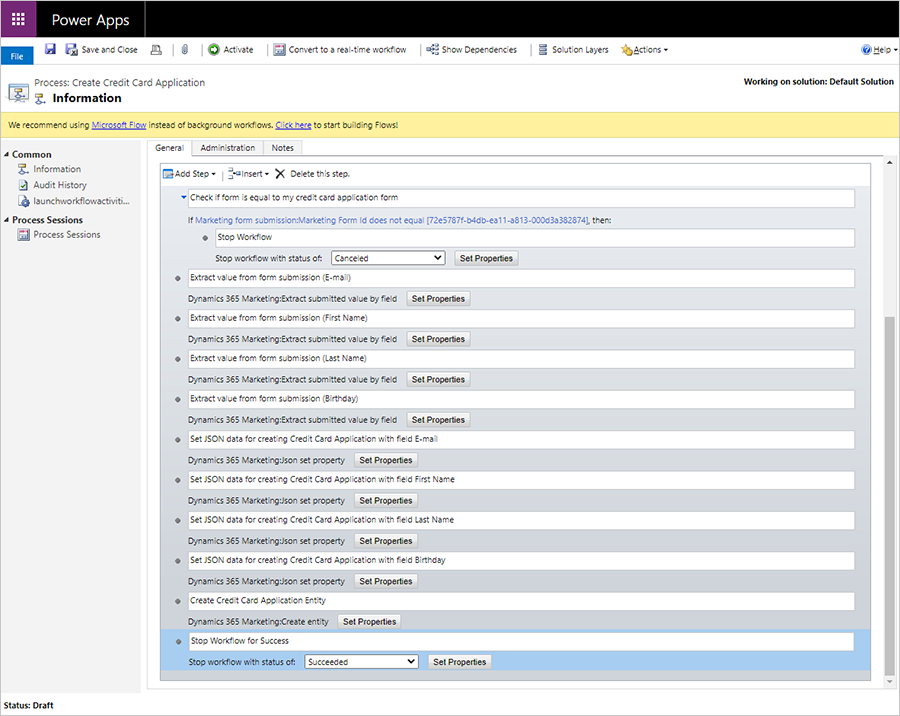 Power Apps
File
Save and Close
Activate
Convert to a real-time workflow
Show Dependencies
Solution Layers
Actions
Help
Process: Create Credit Card Application
Information
Working on solution: Default Solution
We recommend using Microsoft Flow instead of background workflows. Click here to start building Flows!
Common
Information
Audit History
launchworkflowactiviti...
Process Sessions
Process Sessions
General
Administration
Notes
Add Step
Insert
Delete this step.
Check if form is equal to my credit card application form
If Marketing form submission:Marketing Form Id does not equal [72e5787f-b4db-ea11-a813-000d3a382874], then:
Stop Workflow
Stop workflow with status of: Canceled Set Properties
Extract value from form submission (E-mail)
Dynamics 365 Marketing:Extract submitted value by field Set Properties
Extract value from form submission (First Name)
Dynamics 365 Marketing:Extract submitted value by field Set Properties
Extract value from form submission (Last Name)
Dynamics 365 Marketing:Extract submitted value by field Set Properties
Extract value from form submission (Birthday)
Dynamics 365 Marketing:Extract submitted value by field Set Properties
Set JSON data for creating Credit Card Application with field E-mail
Dynamics 365 Marketing:Json set property Set Properties
Set JSON data for creating Credit Card Application with field First Name
Dynamics 365 Marketing:Json set property Set Properties
Set JSON data for creating Credit Card Application with field Last Name
Dynamics 365 Marketing:Json set property Set Properties
Set JSON data for creating Credit Card Application with field Birthday
Dynamics 365 Marketing:Json set property Set Properties
Create Credit Card Application Entity
Dynamics 365 Marketing:Create entity Set Properties
Stop Workflow for Success
Stop workflow with status of: Succeeded Set Properties
Status: Draft